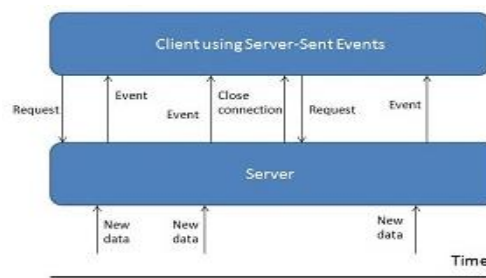 Client using Server-Sent Events
Request
Event
Event
Close
connection
Request
Event
Server
New
data
New
data
New
data
Time